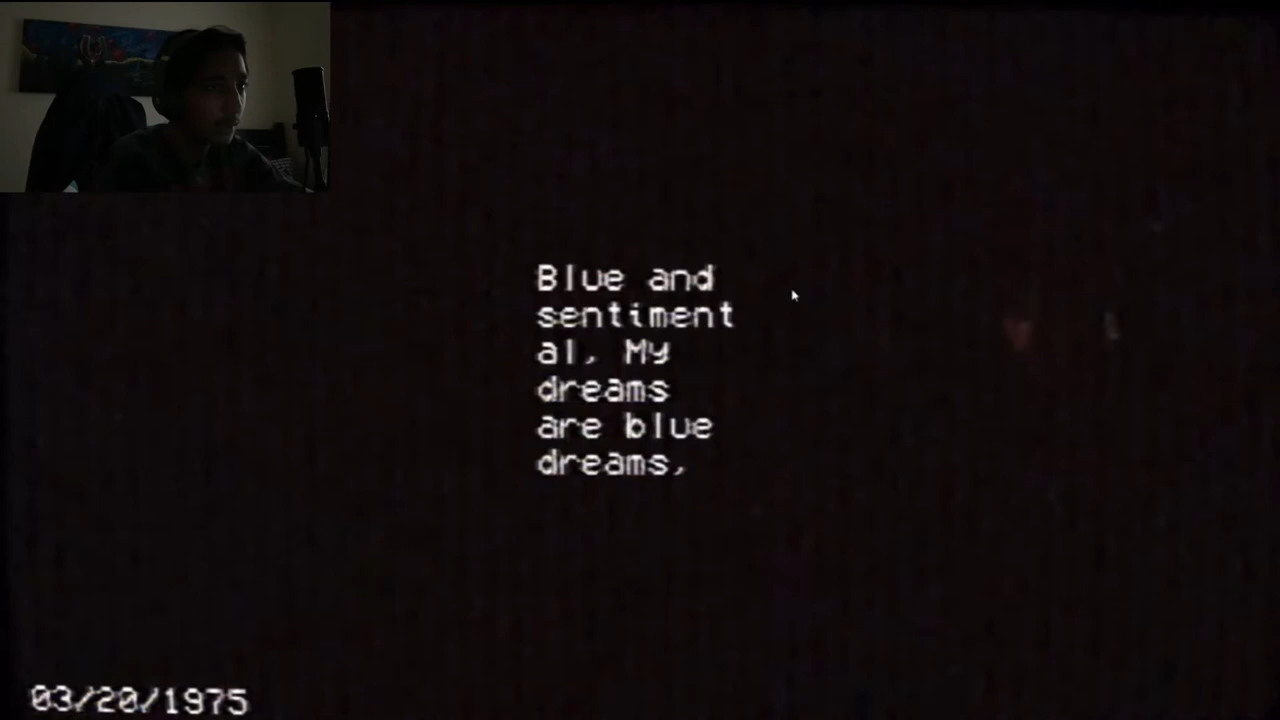 Blue and
sentiment
al, My
dreams
are blue
dreams,
03/20/1975